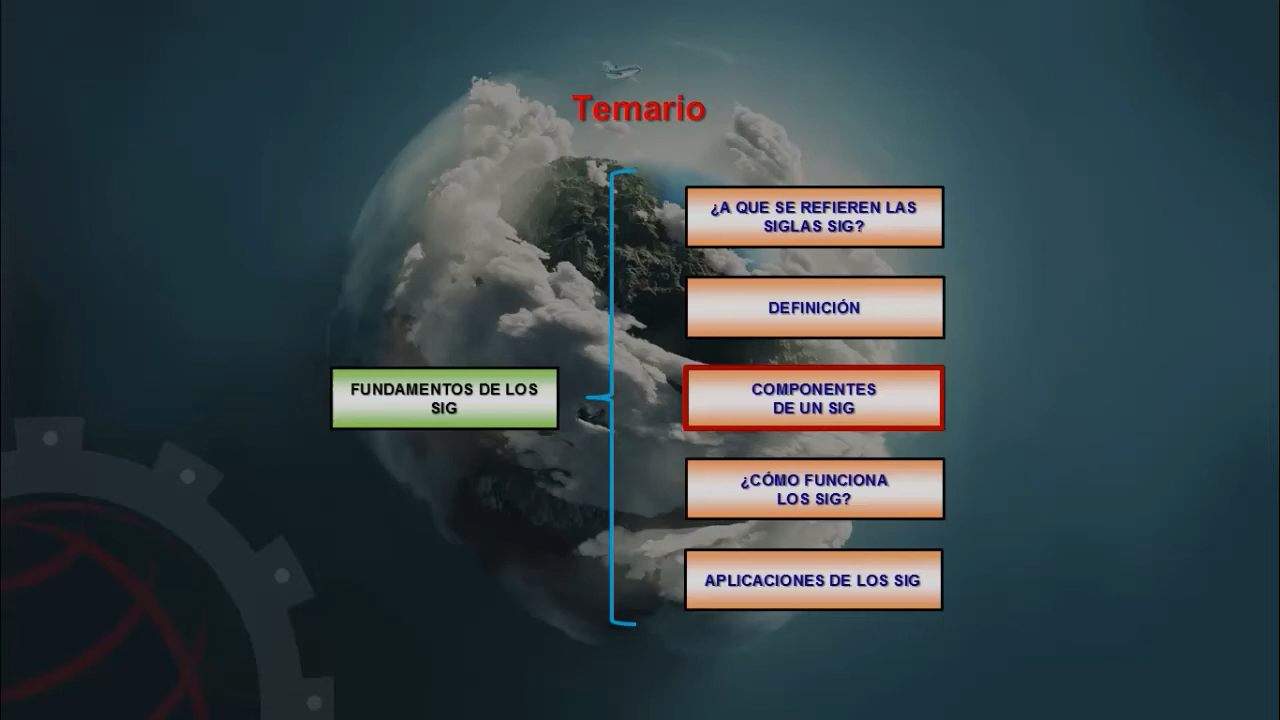 Temario
¿A QUE SE REFIEREN LAS
SIGLAS SIG?
DEFINICIÓN
FUNDAMENTOS DE LOS
SIG
COMPONENTES
DE UN SIG
¿CÓMO FUNCIONA
LOS SIG?
APLICACIONES DE LOS SIG